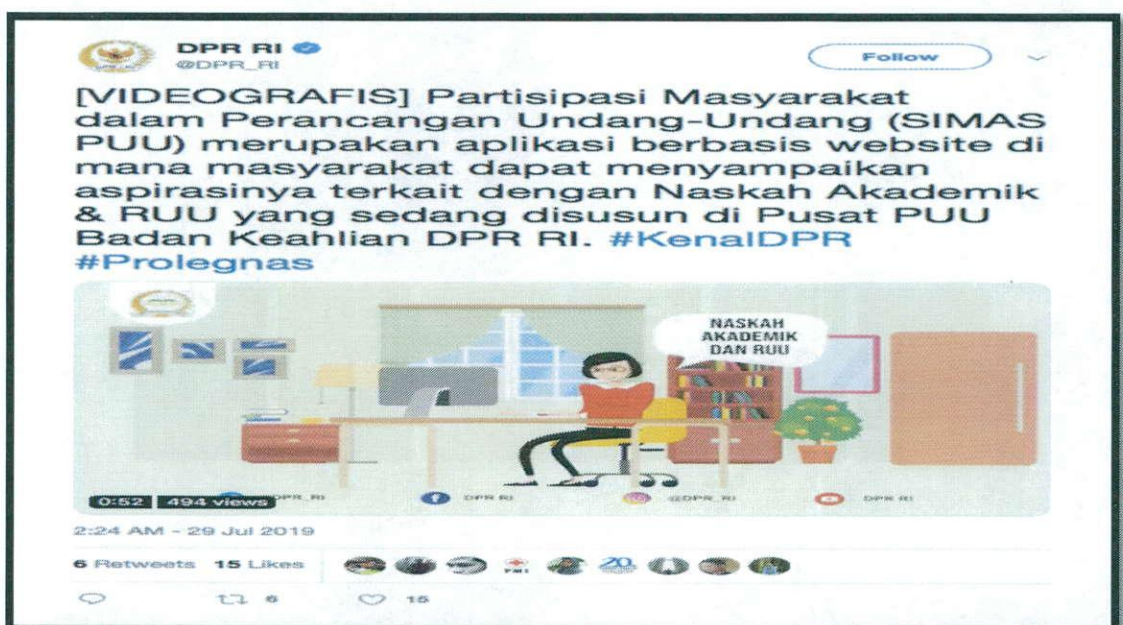 DPR RI
@DPR_RI
Follow
[VIDEOGRAFIS] Partisipasi Masyarakat
dalam Perancangan Undang-Undang (SIMAS
PUU) merupakan aplikasi berbasis website di
mana masyarakat dapat menyampaikan
aspirasinya terkait dengan Naskah Akademik
& RUU yang sedang disusun di Pusat PUU
Badan Keahlian DPR RI. #KenalDPR
#Prolegnas
NASKAH
AKADEMIK
DAN RUU
0:52 494 views DPR_RI DPR RI @DPR_RI DPR RI
2:24 AM - 29 Jul 2019
6 Retweets 15 Likes
PMI
20
6 15